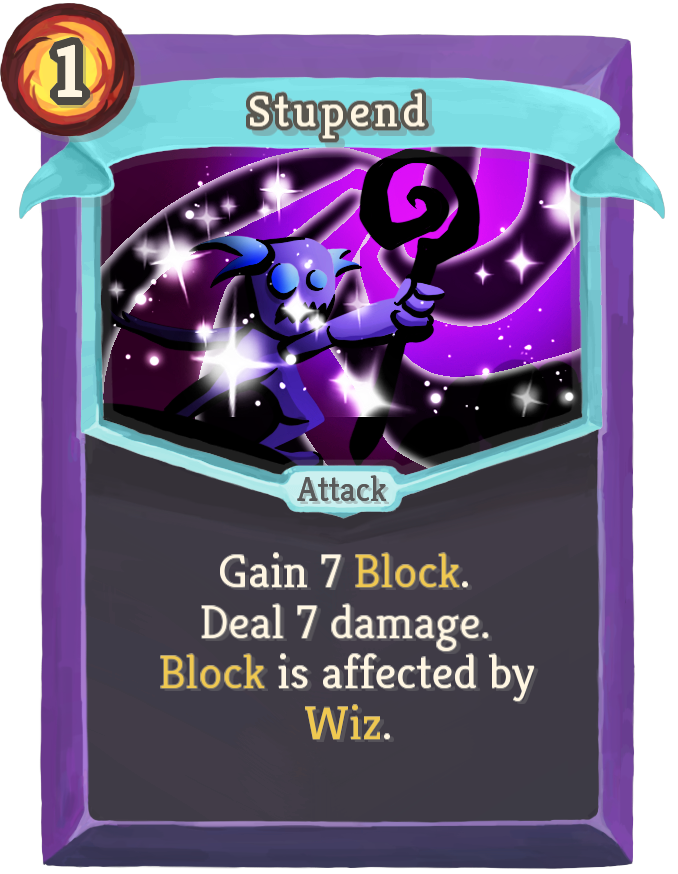 1
Stupend
Attack
Gain 7 Block.
Deal 7 damage.
Block is affected by
Wiz.